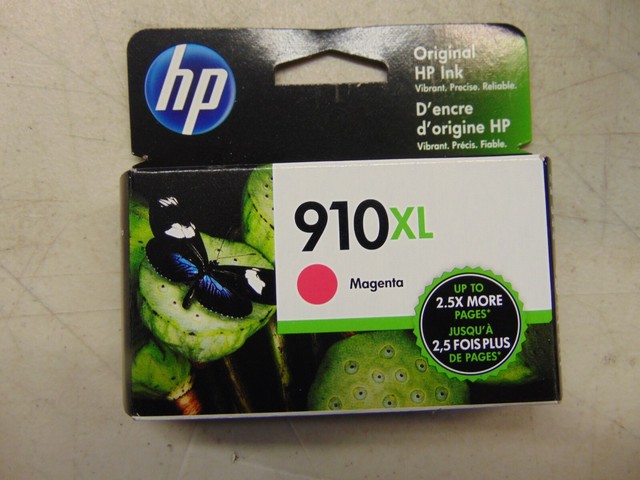 hp
Original
HP Ink
Vibrant. Precise. Reliable.
D'encre
d'origine HP
Vibrant. Précis. Fiable.
910XL
Magenta
UP TO
2.5X MORE
PAGES*
JUSQU'À
2,5 FOIS PLUS
DE PAGES*